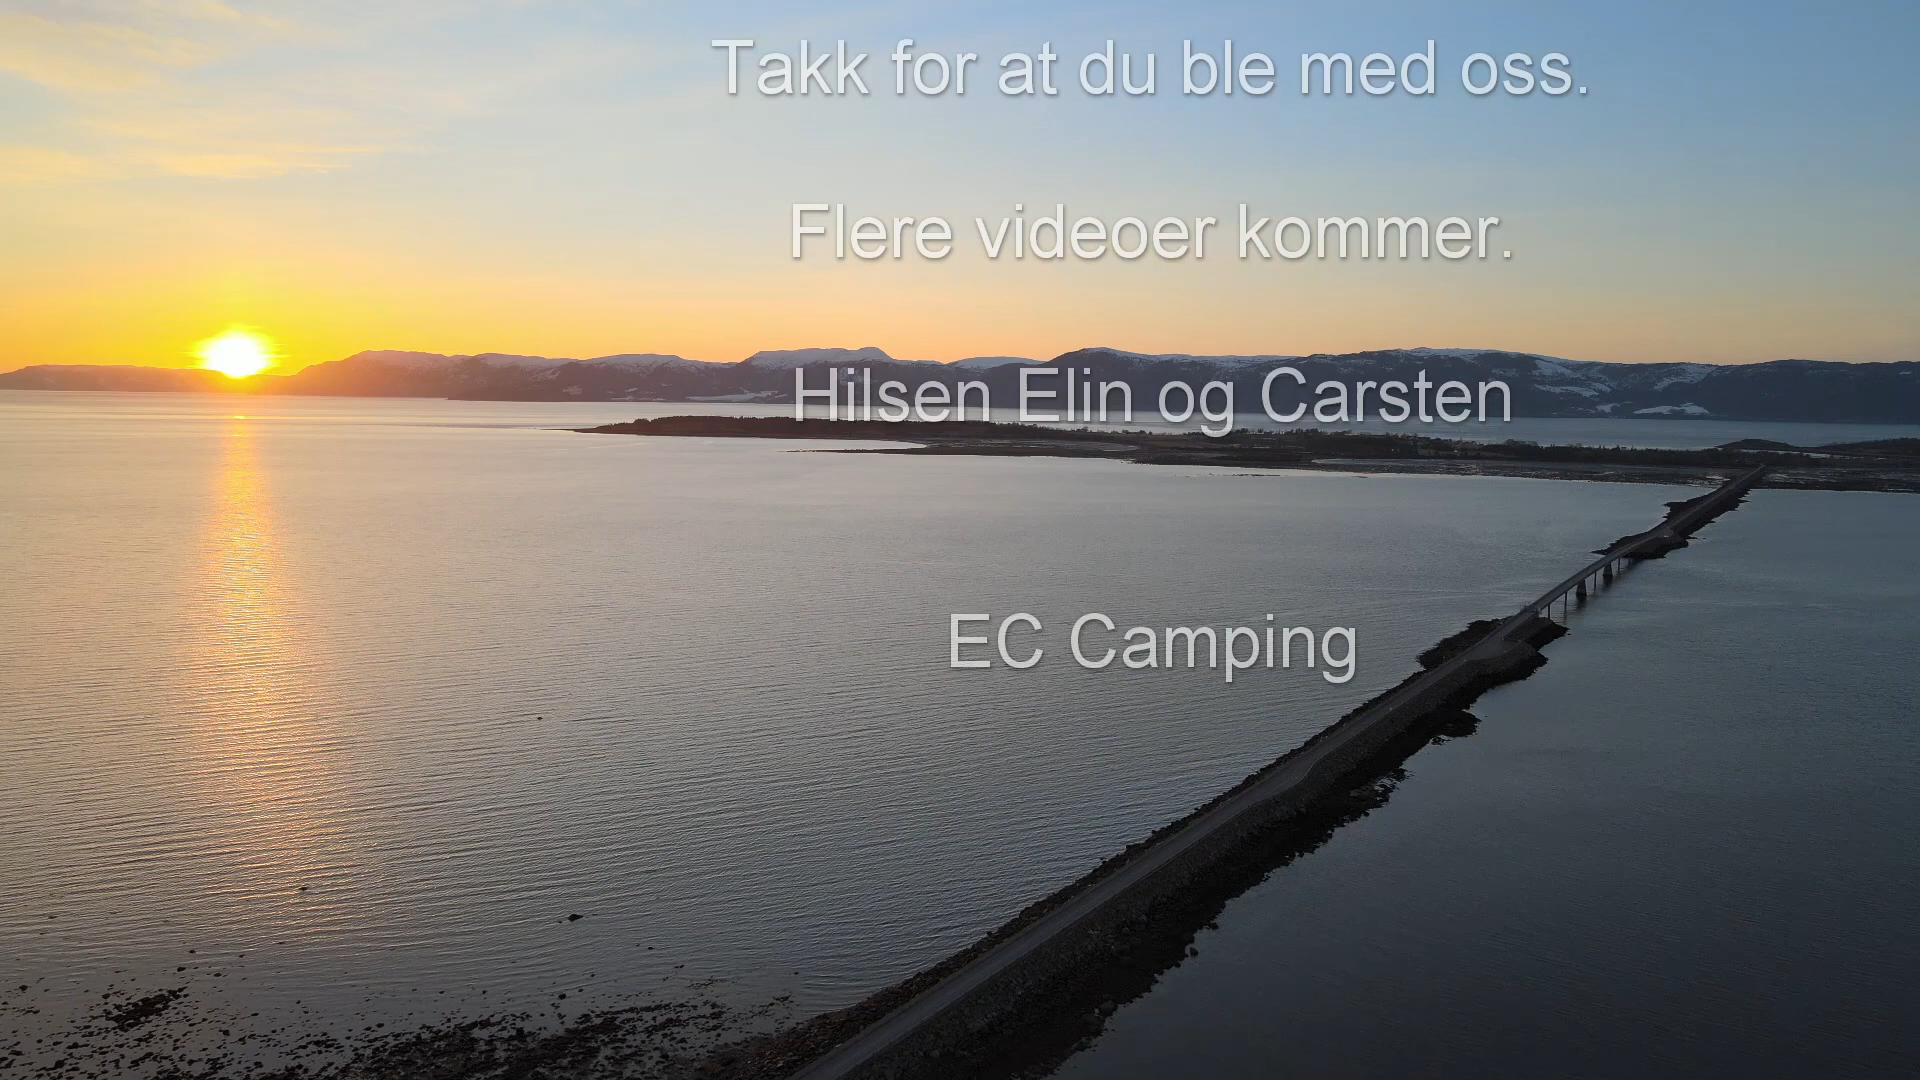 Takk for at du ble med oss.
Flere videoer kommer.
Hilsen Elin og Carsten
EC Camping